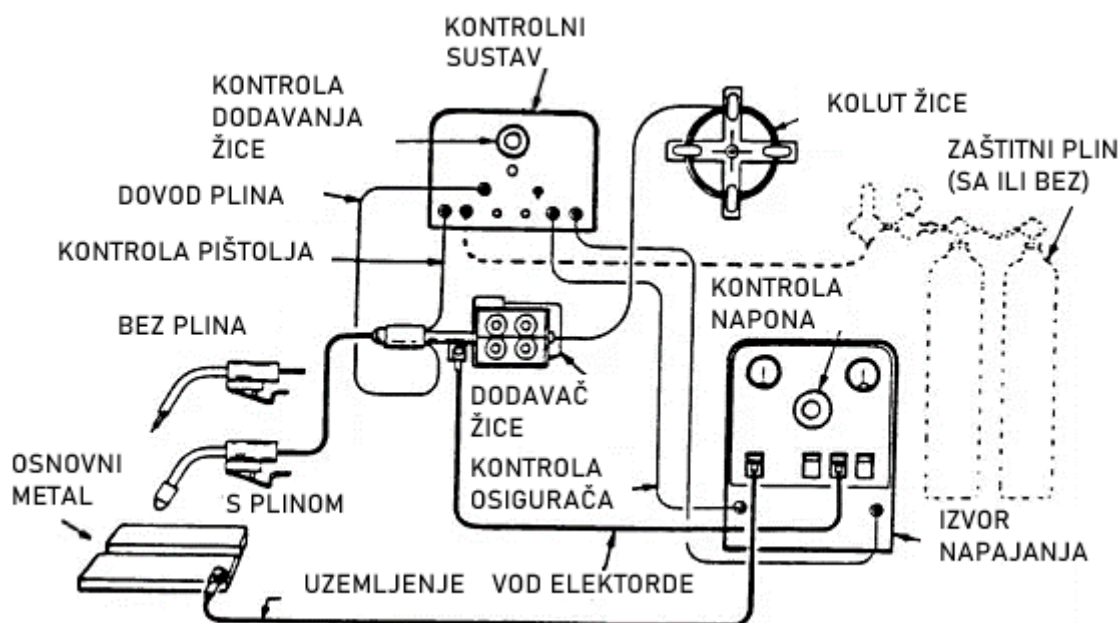 KONTROLNI
SUSTAV
KONTROLA
DODAVANJA
ŽICE
KOLUT ŽICE
ZAŠTITNI PLIN
(SA ILI BEZ)
DOVOD PLINA
KONTROLA PIŠTOLJA
KONTROLA
NAPONA
BEZ PLINA
DODAVAČ
ŽICE
OSNOVNI
METAL
S PLINOM
KONTROLA
OSIGURAČA
IZVOR
NAPAJANJA
UZEMLJENJE
VOD ELEKTORDE